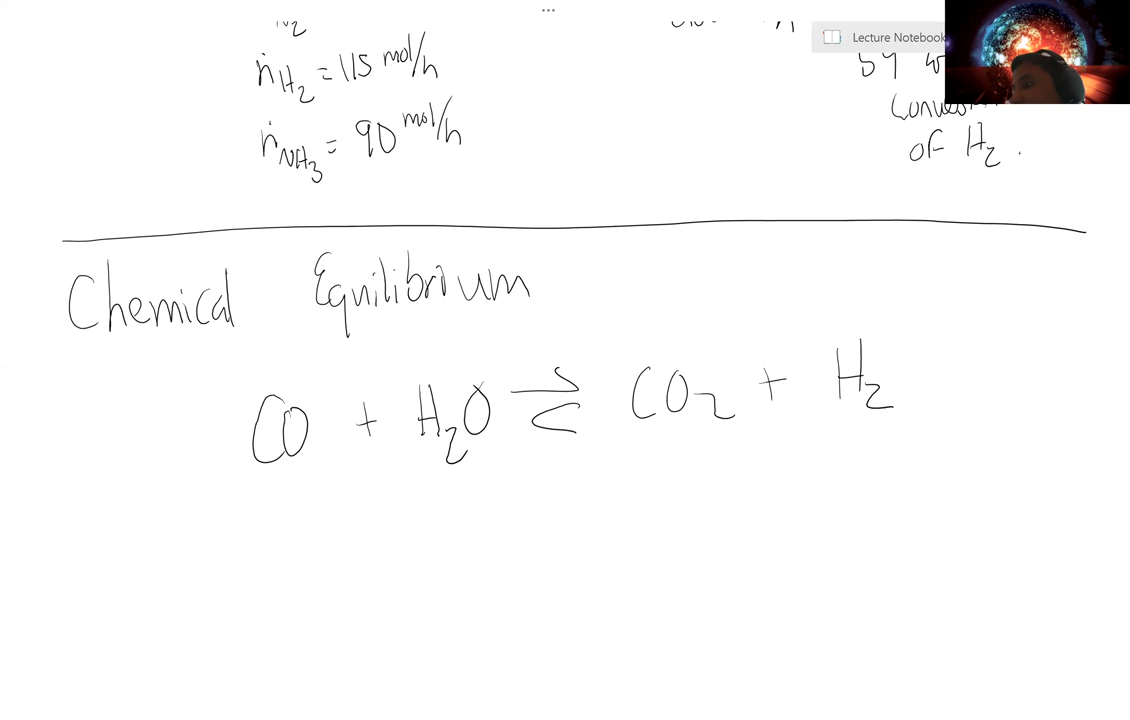 Lecture Notebook
ṅH₂ = 115 mol/h
ṅNH₃ = 90 mol/h
of H₂.
Chemical Equilibrium
CO + H₂O ⇌ CO₂ + H₂